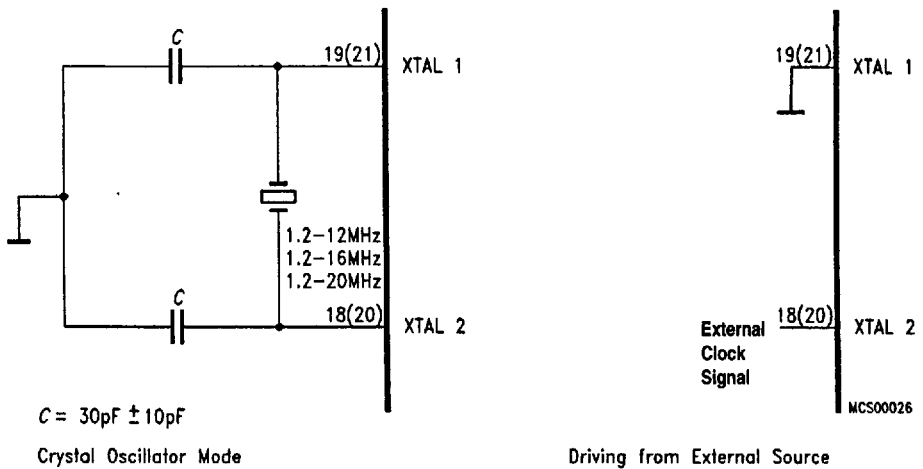 C
19(21)
XTAL 1
1.2–12MHz
1.2–16MHz
1.2–20MHz
C
18(20)
XTAL 2
C = 30pF ±10pF
Crystal Oscillator Mode
19(21)
XTAL 1
18(20)
XTAL 2
External
Clock
Signal
MCS00026
Driving from External Source